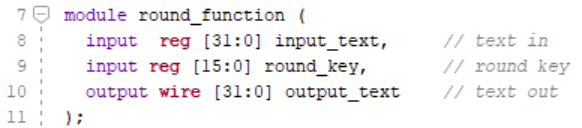 7 module round_function (
8 input reg [31:0] input_text, // text in
9 input reg [15:0] round_key, // round key
10 output wire [31:0] output_text // text out
11 );